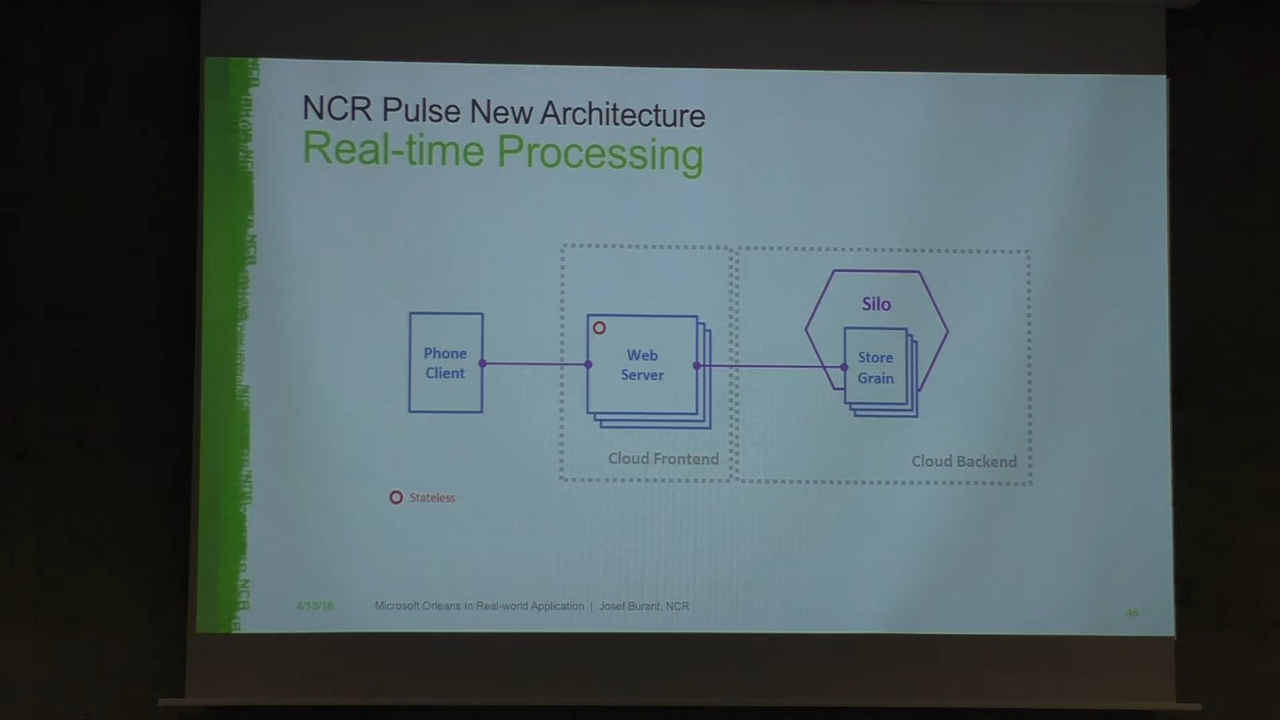 NCR Pulse New Architecture
Real-time Processing
Silo
Phone
Client
Web
Server
Store
Grain
Cloud Frontend
Cloud Backend
Stateless
4/13/16
Microsoft Orleans In Real-world Application | Josef Burant, NCR
46